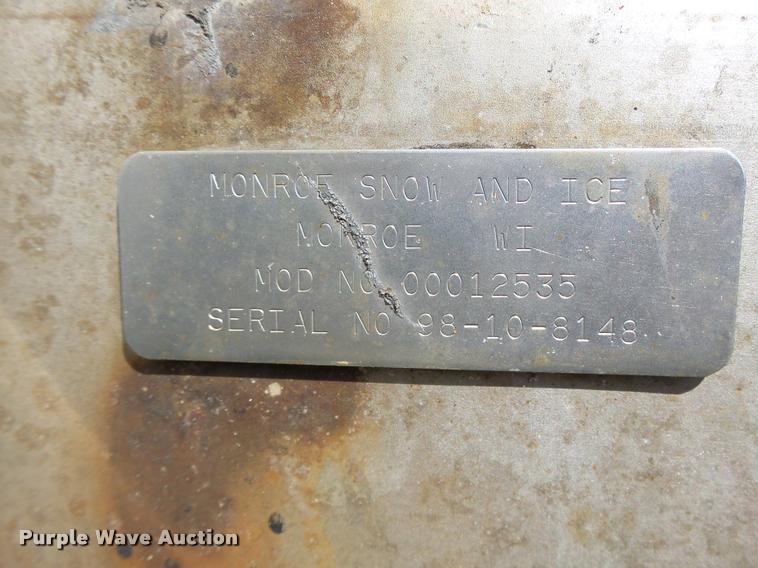 MONROE SNOW AND ICE
MONROE WI
MOD NO 00012535
SERIAL NO 98-10-8148
Purple Wave Auction